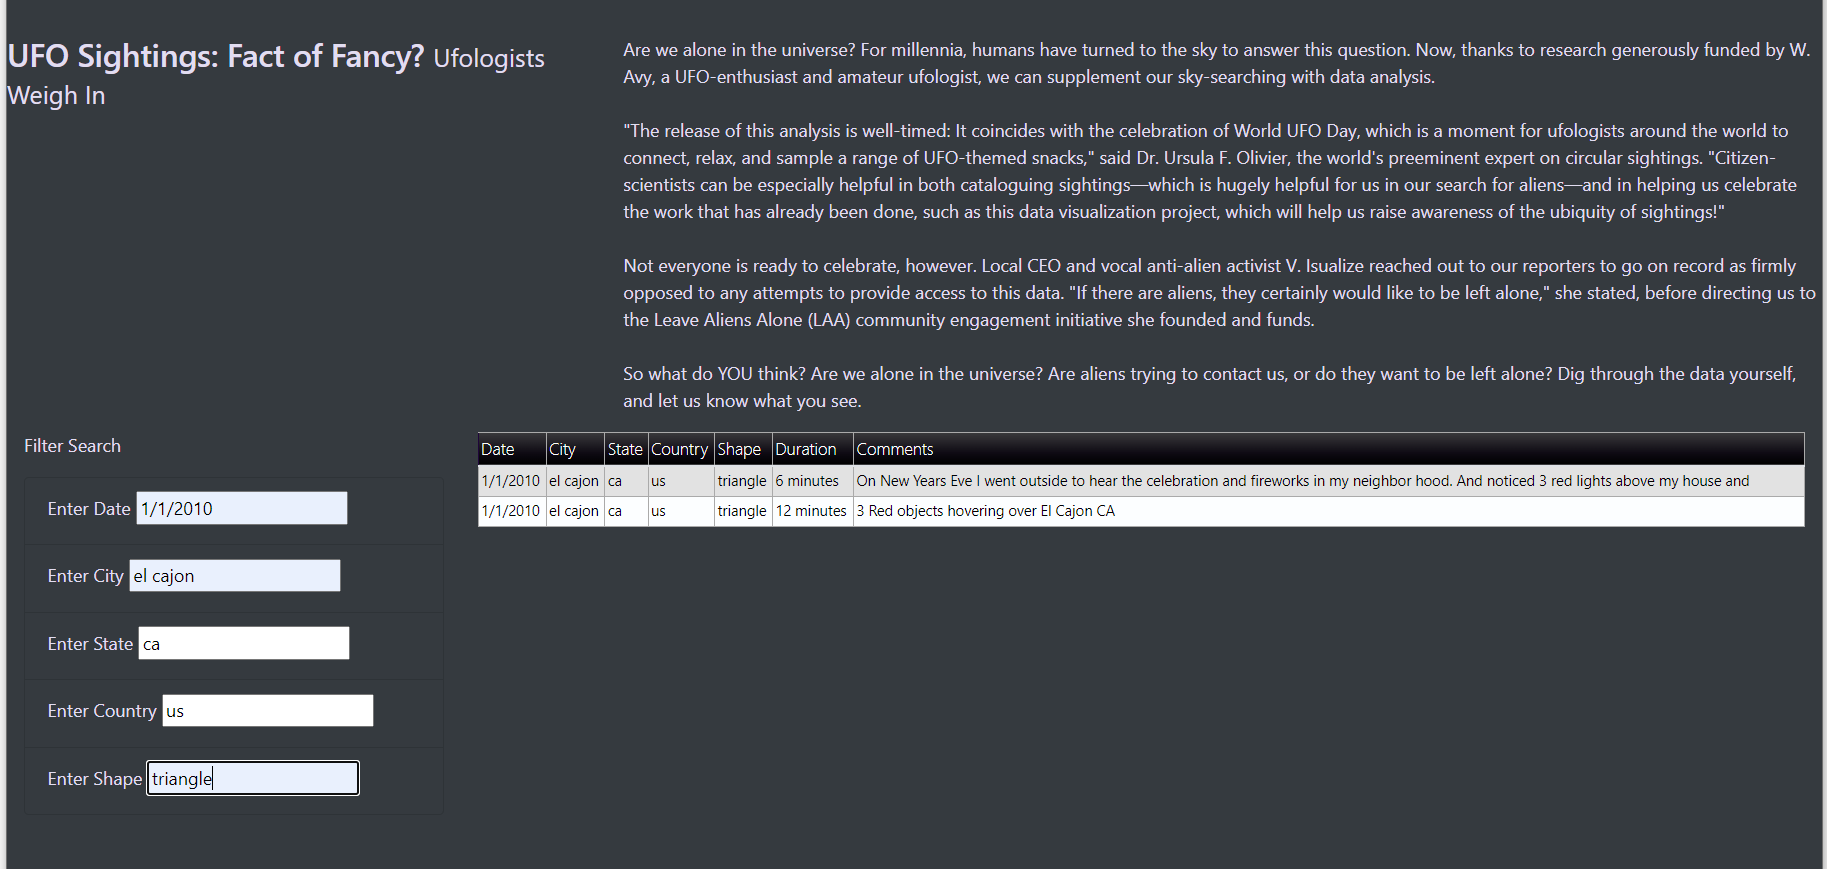 UFO Sightings: Fact of Fancy? Ufologists
Weigh In
Are we alone in the universe? For millennia, humans have turned to the sky to answer this question. Now, thanks to research generously funded by W.
Avy, a UFO-enthusiast and amateur ufologist, we can supplement our sky-searching with data analysis.
"The release of this analysis is well-timed: It coincides with the celebration of World UFO Day, which is a moment for ufologists around the world to
connect, relax, and sample a range of UFO-themed snacks," said Dr. Ursula F. Olivier, the world's preeminent expert on circular sightings. "Citizen-
scientists can be especially helpful in both cataloguing sightings—which is hugely helpful for us in our search for aliens—and in helping us celebrate
the work that has already been done, such as this data visualization project, which will help us raise awareness of the ubiquity of sightings!"
Not everyone is ready to celebrate, however. Local CEO and vocal anti-alien activist V. Isualize reached out to our reporters to go on record as firmly
opposed to any attempts to provide access to this data. "If there are aliens, they certainly would like to be left alone," she stated, before directing us to
the Leave Aliens Alone (LAA) community engagement initiative she founded and funds.
So what do YOU think? Are we alone in the universe? Are aliens trying to contact us, or do they want to be left alone? Dig through the data yourself,
and let us know what you see.
Filter Search
Enter Date 1/1/2010
Enter City el cajon
Enter State ca
Enter Country us
Enter Shape triangle
Date City State Country Shape Duration Comments
1/1/2010 el cajon ca us triangle 6 minutes On New Years Eve I went outside to hear the celebration and fireworks in my neighbor hood. And noticed 3 red lights above my house and
1/1/2010 el cajon ca us triangle 12 minutes 3 Red objects hovering over El Cajon CA